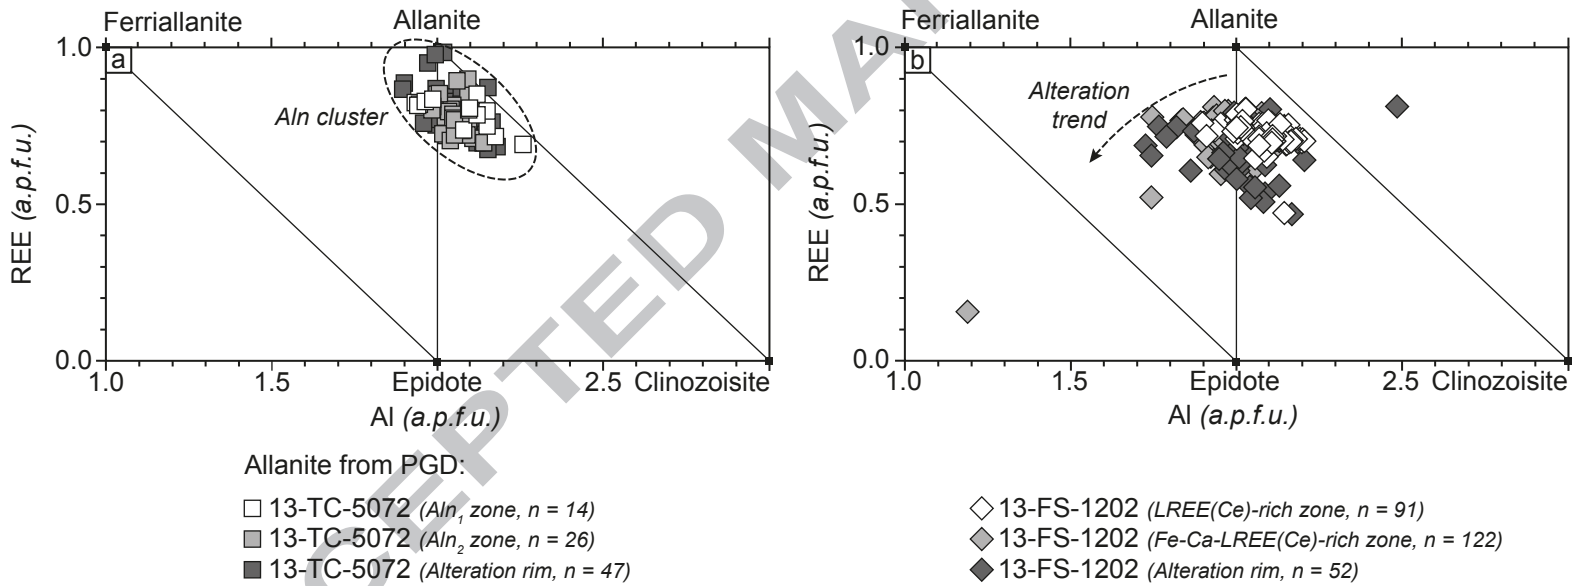 Ferriallanite Allanite
1.0 a
REE (a.p.f.u.)
Aln cluster
0.5
0.0
1.0 1.5 Epidote 2.5 Clinozoisite
Al (a.p.f.u.)
Ferriallanite Allanite
1.0 b
REE (a.p.f.u.)
Alteration
trend
0.5
0.0
1.0 1.5 Epidote 2.5 Clinozoisite
Al (a.p.f.u.)
Allanite from PGD:
13-TC-5072 (Aln1 zone, n = 14)
13-TC-5072 (Aln2 zone, n = 26)
13-TC-5072 (Alteration rim, n = 47)
13-FS-1202 (LREE(Ce)-rich zone, n = 91)
13-FS-1202 (Fe-Ca-LREE(Ce)-rich zone, n = 122)
13-FS-1202 (Alteration rim, n = 52)
CEPTED MA